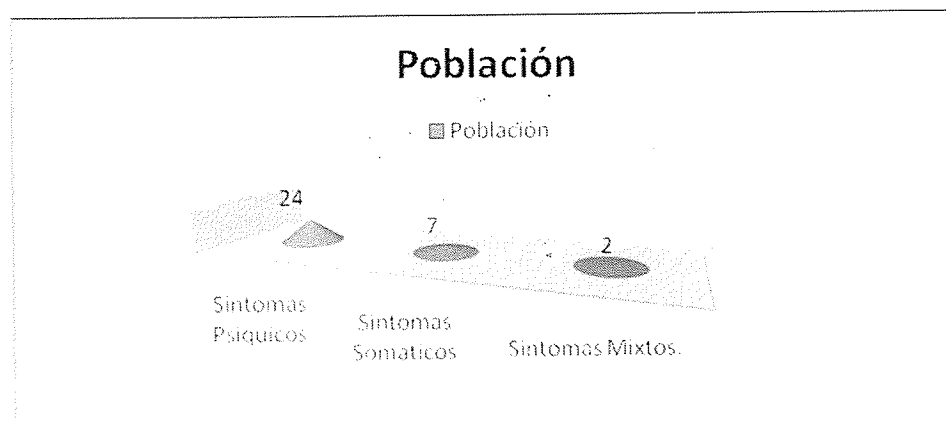 Población
Población
24
7
2
Sintomas
Psiquicos
Sintomas
Somaticos
Sintomas Mixtos.